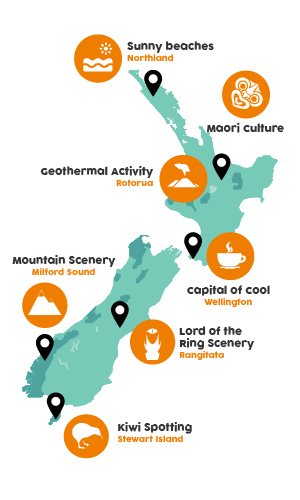 Sunny beaches
Northland
Maori Culture
Geothermal Activity
Rotorua
Mountain Scenery
Milford Sound
Capital of Cool
Wellington
Lord of the
Ring Scenery
Rangitata
Kiwi Spotting
Stewart Island